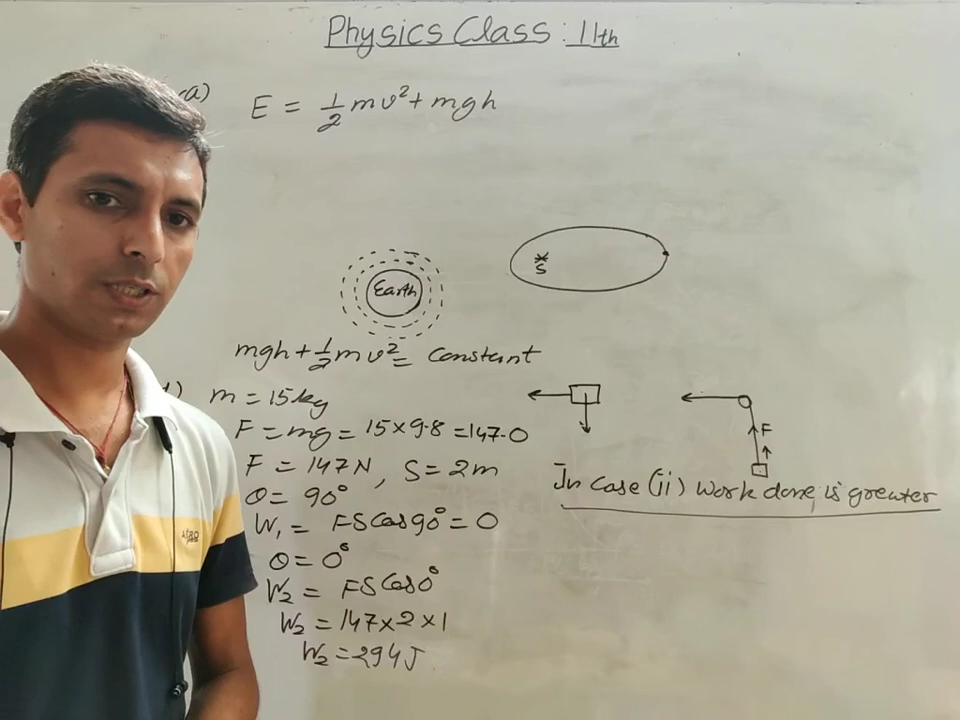 Physics Class: 11th
(a)
E = 1/2 mv² + mgh
Earth
S
mgh + 1/2 mv² = Constant
m = 15kg
F = mg = 15 × 9.8 = 147.0
F = 147N, S = 2m
θ = 90°
W₁ = FS Cos 90° = 0
θ = 0°
W₂ = FS Cos 0°
W₂ = 147 × 2 × 1
W₂ = 294 J
F
In Case (ii) Work done is greater